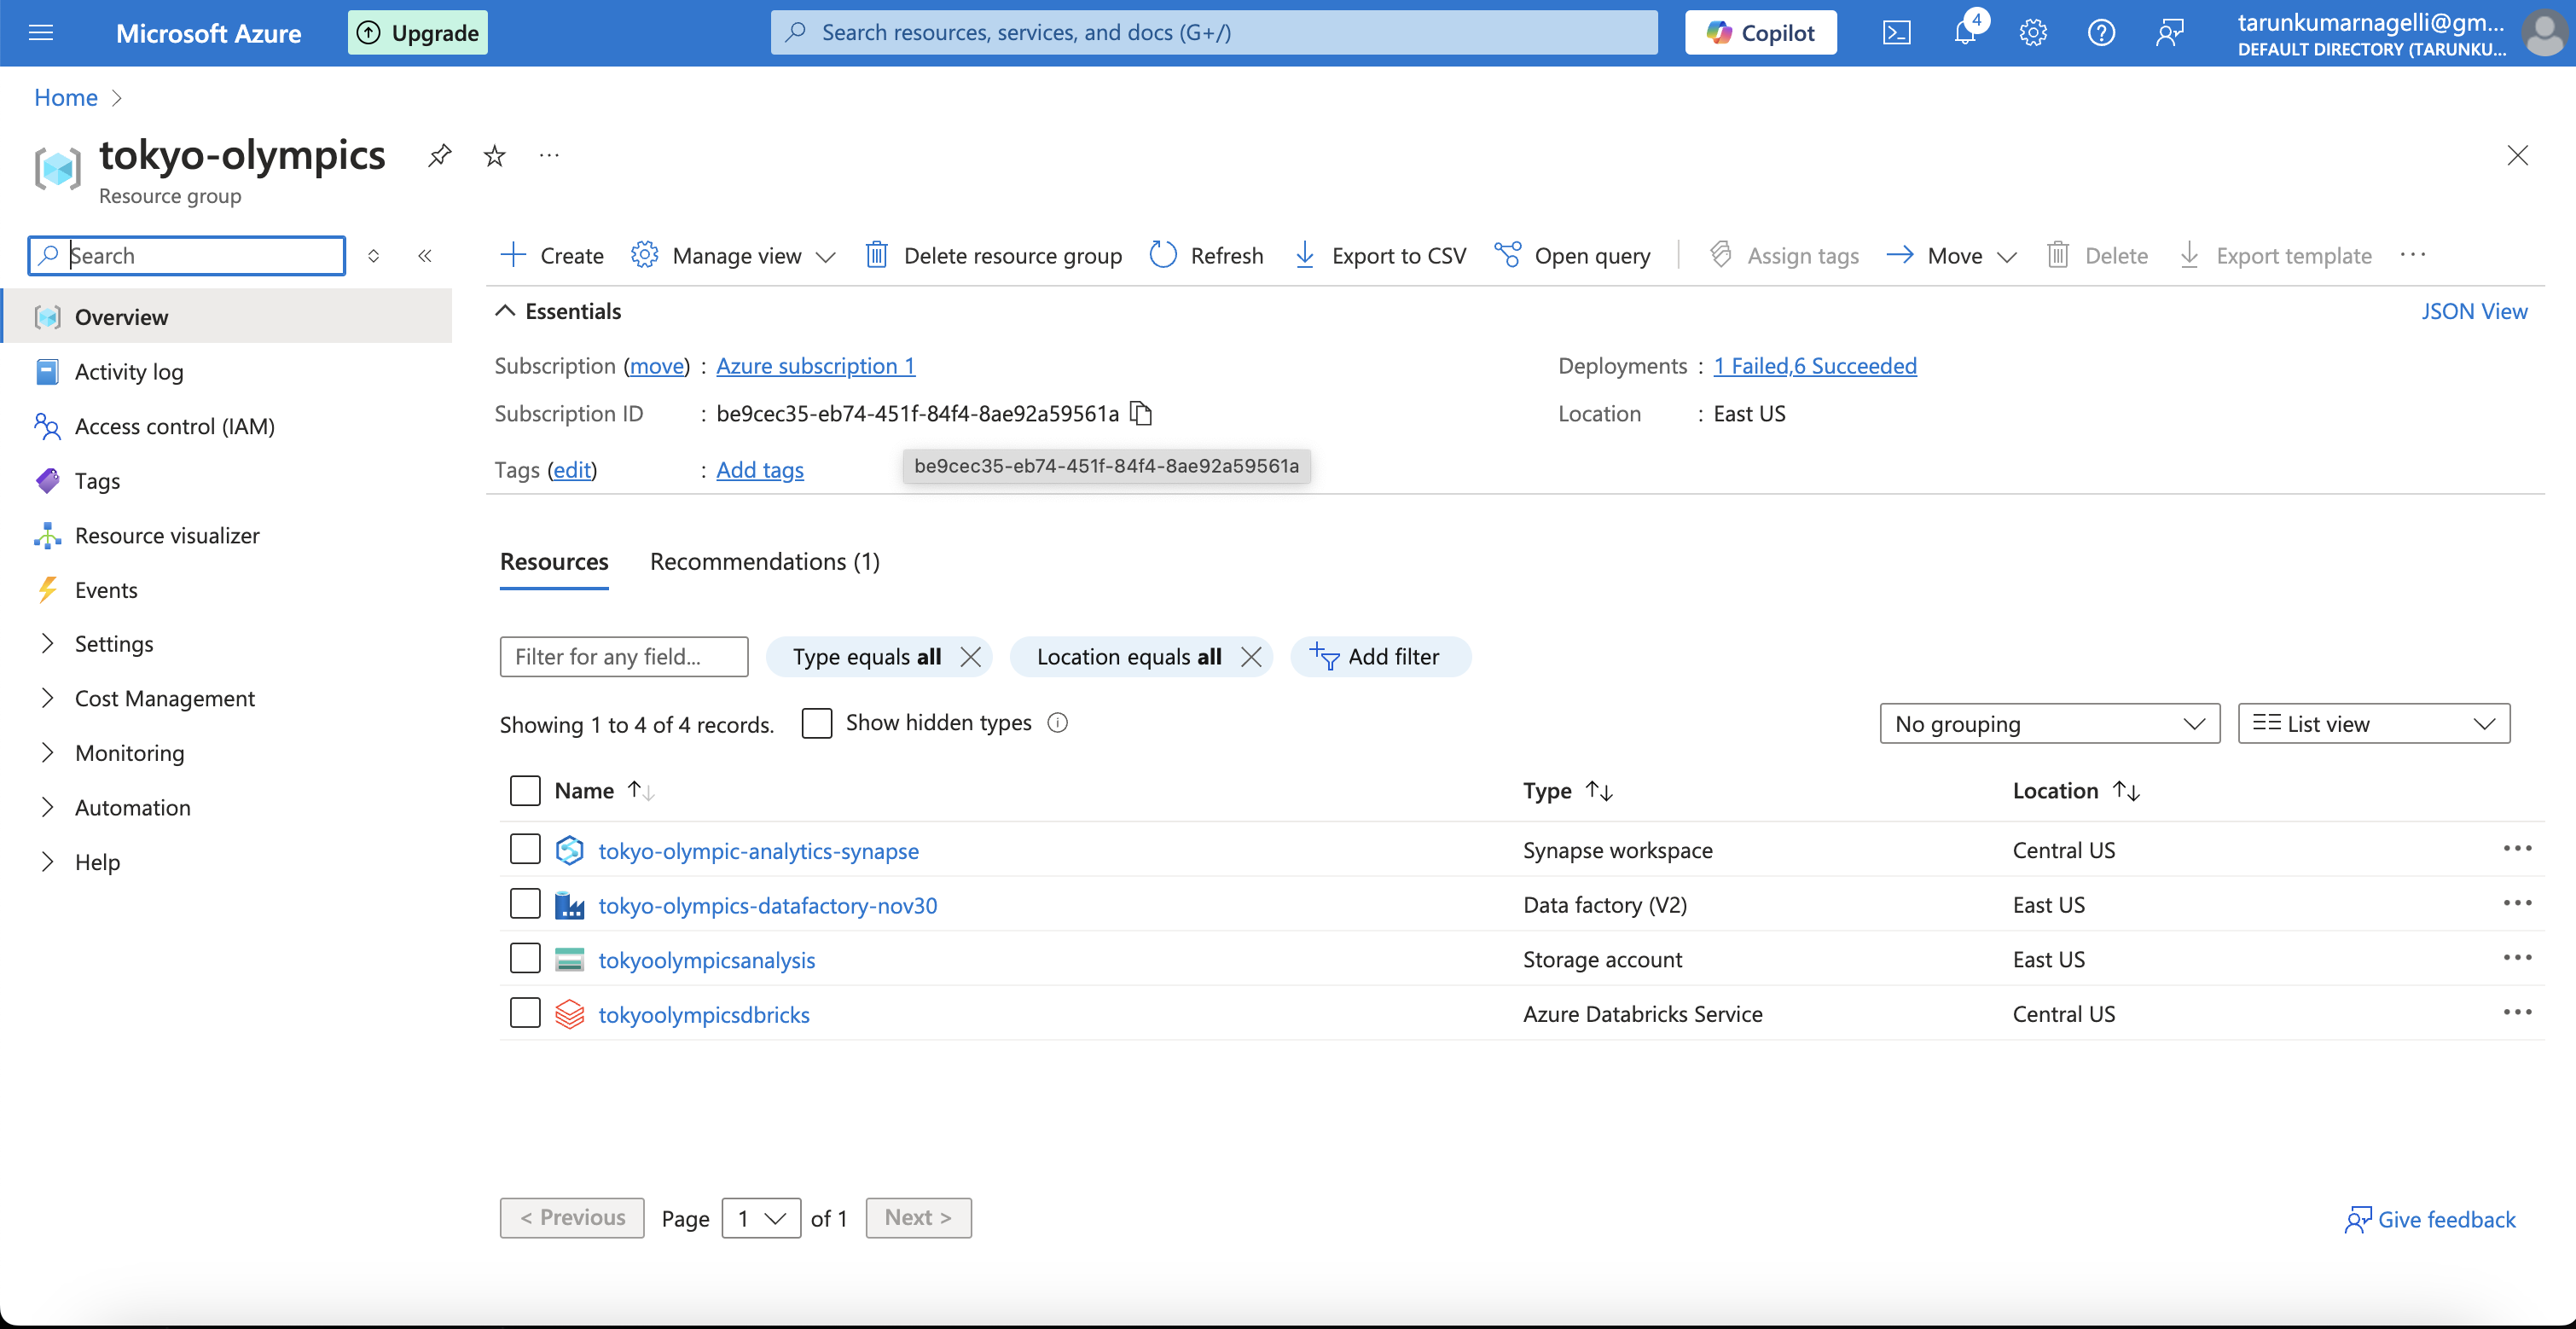 Microsoft Azure
Upgrade
Search resources, services, and docs (G+/)
Copilot
4
tarunkumarnagelli@gm...
DEFAULT DIRECTORY (TARUNKU...
Home
tokyo-olympics
Resource group
Search
Create
Manage view
Delete resource group
Refresh
Export to CSV
Open query
Assign tags
Move
Delete
Export template
Overview
Activity log
Access control (IAM)
Tags
Resource visualizer
Events
Settings
Cost Management
Monitoring
Automation
Help
Essentials
JSON View
Subscription (move) : Azure subscription 1
Subscription ID : be9cec35-eb74-451f-84f4-8ae92a59561a
Tags (edit) : Add tags
be9cec35-eb74-451f-84f4-8ae92a59561a
Deployments : 1 Failed,6 Succeeded
Location : East US
Resources
Recommendations (1)
Filter for any field...
Type equals all
Location equals all
Add filter
Showing 1 to 4 of 4 records.
Show hidden types
No grouping
List view
Name Type Location
tokyo-olympic-analytics-synapse Synapse workspace Central US
tokyo-olympics-datafactory-nov30 Data factory (V2) East US
tokyoolympicsanalysis Storage account East US
tokyoolympicsdbricks Azure Databricks Service Central US
< Previous Page 1 of 1 Next >
Give feedback